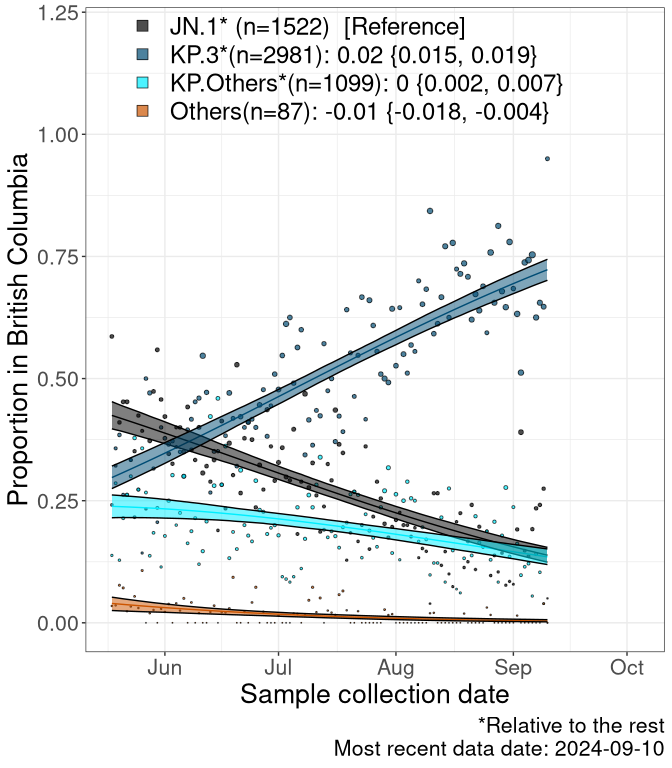 JN.1* (n=1522)  [Reference]
KP.3*(n=2981): 0.02 {0.015, 0.019}
KP.Others*(n=1099): 0 {0.002, 0.007}
Others(n=87): -0.01 {-0.018, -0.004}
1.25
1.00
0.75
0.50
0.25
0.00
Proportion in British Columbia
Jun Jul Aug Sep Oct
Sample collection date
*Relative to the rest
Most recent data date: 2024-09-10